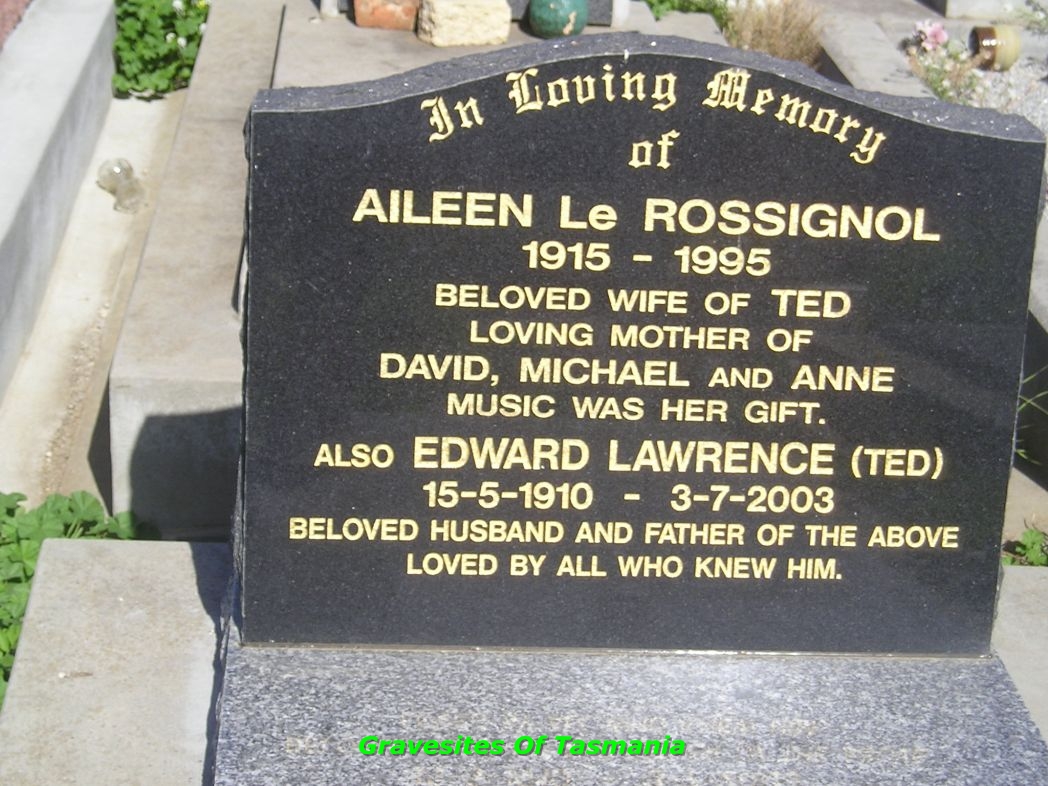 In Loving Memory
of
AILEEN Le ROSSIGNOL
1915 - 1995
BELOVED WIFE OF TED
LOVING MOTHER OF
DAVID, MICHAEL AND ANNE
MUSIC WAS HER GIFT.
ALSO EDWARD LAWRENCE (TED)
15-5-1910 - 3-7-2003
BELOVED HUSBAND AND FATHER OF THE ABOVE
LOVED BY ALL WHO KNEW HIM.
Gravesites Of Tasmania